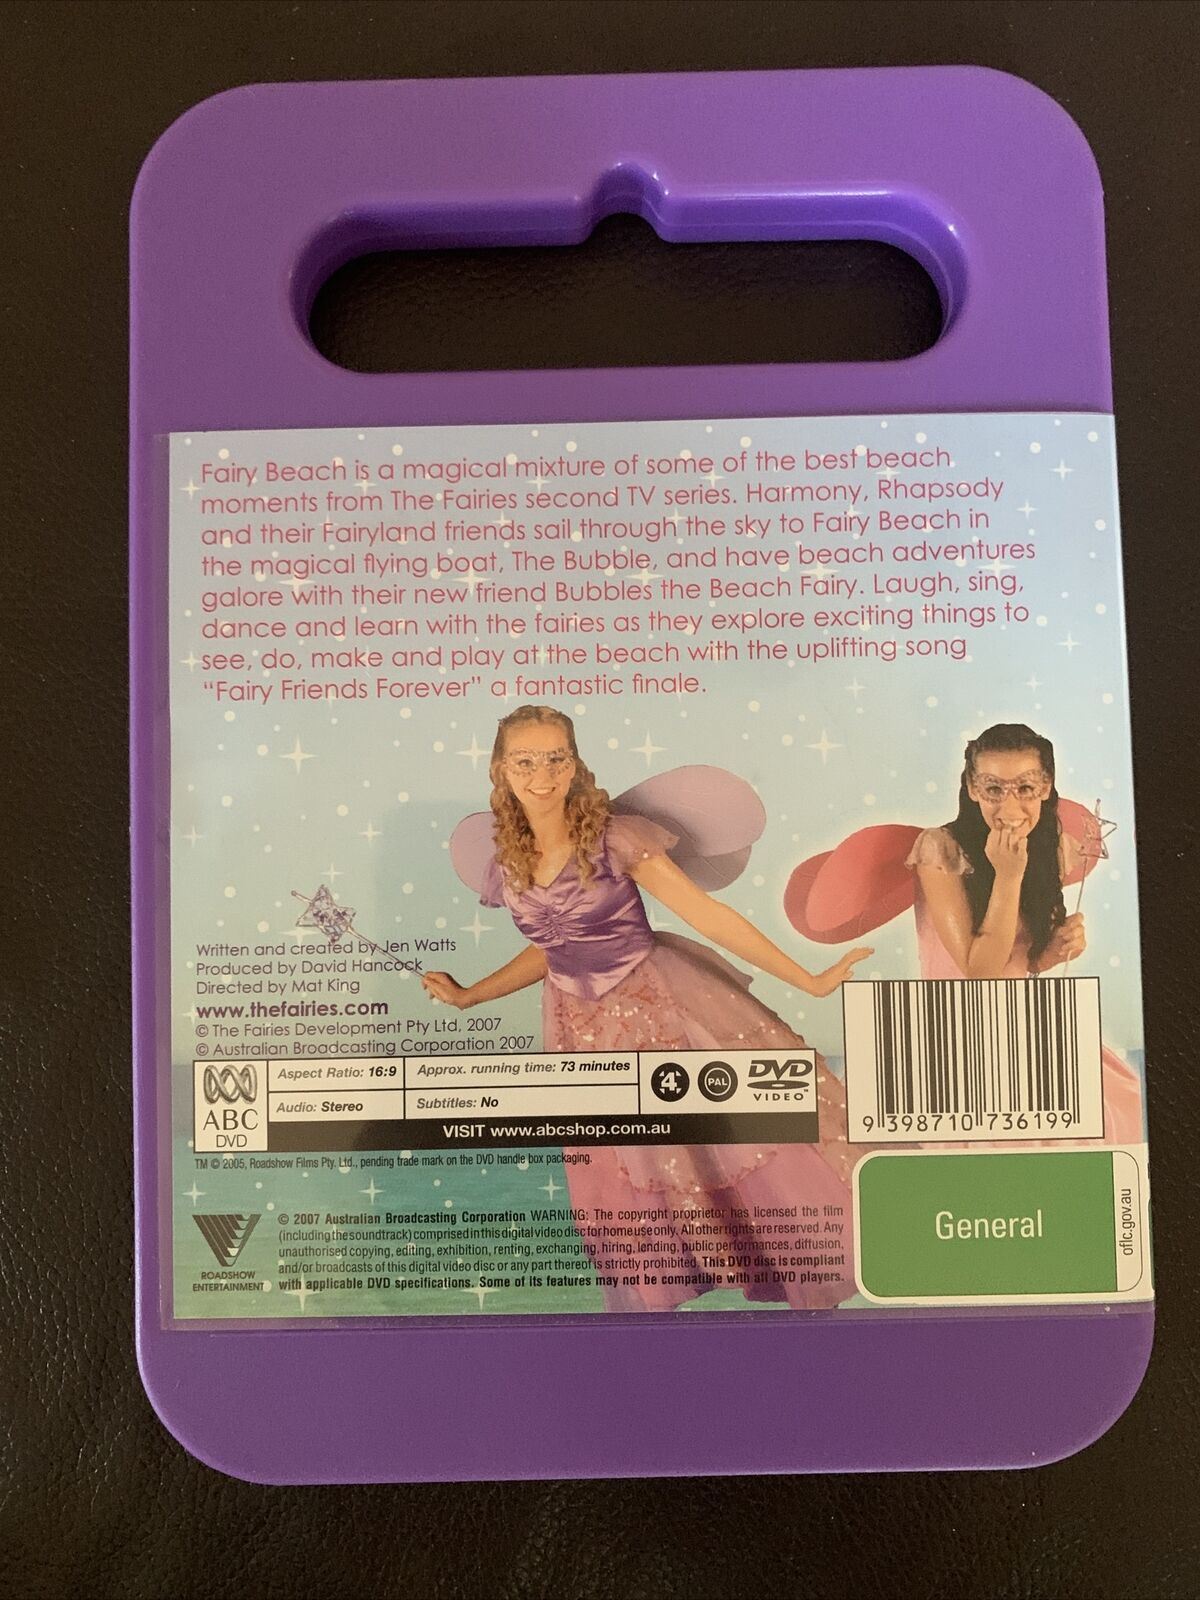 Fairy Beach is a magical mixture of some of the best beach
moments from The Fairies second TV series. Harmony, Rhapsody
and their Fairyland friends sail through the sky to Fairy Beach in
the magical flying boat, The Bubble, and have beach adventures
galore with their new friend Bubbles the Beach Fairy. Laugh, sing,
dance and learn with the fairies as they explore exciting things to
see, do, make and play at the beach with the uplifting song
“Fairy Friends Forever” a fantastic finale.
Written and created by Jen Watts
Produced by David Hancock
Directed by Mat King
www.thefairies.com
© The Fairies Development Pty Ltd, 2007
© Australian Broadcasting Corporation 2007
ABC
DVD
Aspect Ratio: 16:9
Approx. running time: 73 minutes
Audio: Stereo
Subtitles: No
4
PAL
DVD
VIDEO™
VISIT www.abcshop.com.au
9 398710 736199
TM © 2005, Roadshow Films Pty. Ltd., pending trade mark on the DVD handle box packaging.
ROADSHOW
ENTERTAINMENT
© 2007 Australian Broadcasting Corporation WARNING: The copyright proprietor has licensed the film
(including the soundtrack) comprised in this digital video disc for home use only. All other rights are reserved. Any
unauthorised copying, editing, exhibition, renting, exchanging, hiring, lending, public performances, diffusion,
and/or broadcasts of this digital video disc or any part thereof is strictly prohibited. This DVD disc is compliant
with applicable DVD specifications. Some of its features may not be compatible with all DVD players.
General
oflc.gov.au